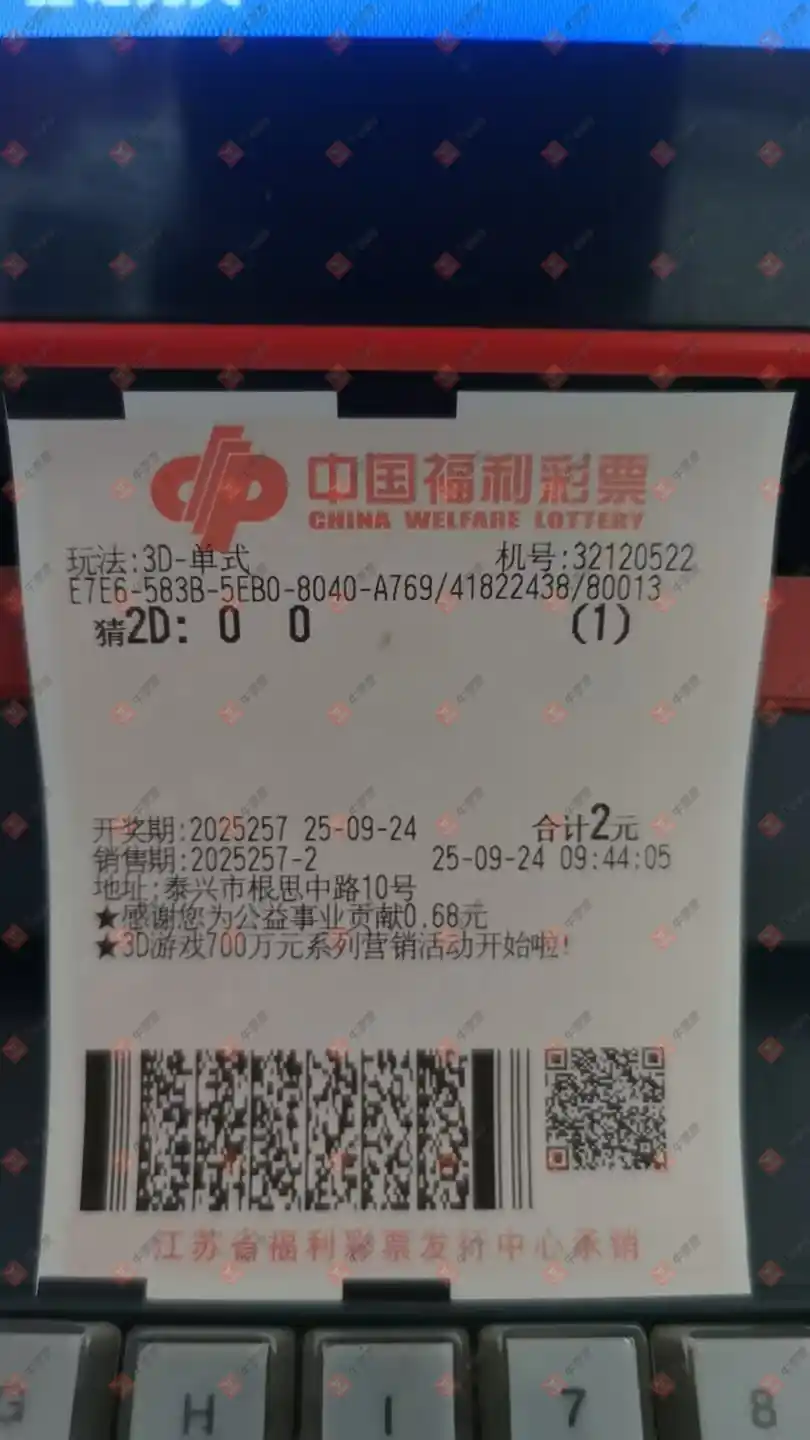 中国福利彩票
CHINA WELFARE LOTTERY
玩法:3D-单式 机号:32120522
E7E6-583B-5EB0-8040-A769/41822438/80013
猜2D: 0 0 (1)
开奖期:2025257 25-09-24 合计2元
销售期:2025257-2 25-09-24 09:44:05
地址:泰兴市根思中路10号
★感谢您为公益事业贡献0.68元
★3D游戏700万元系列营销活动开始啦!
江苏省福利彩票发行中心承销
G H I 7 8